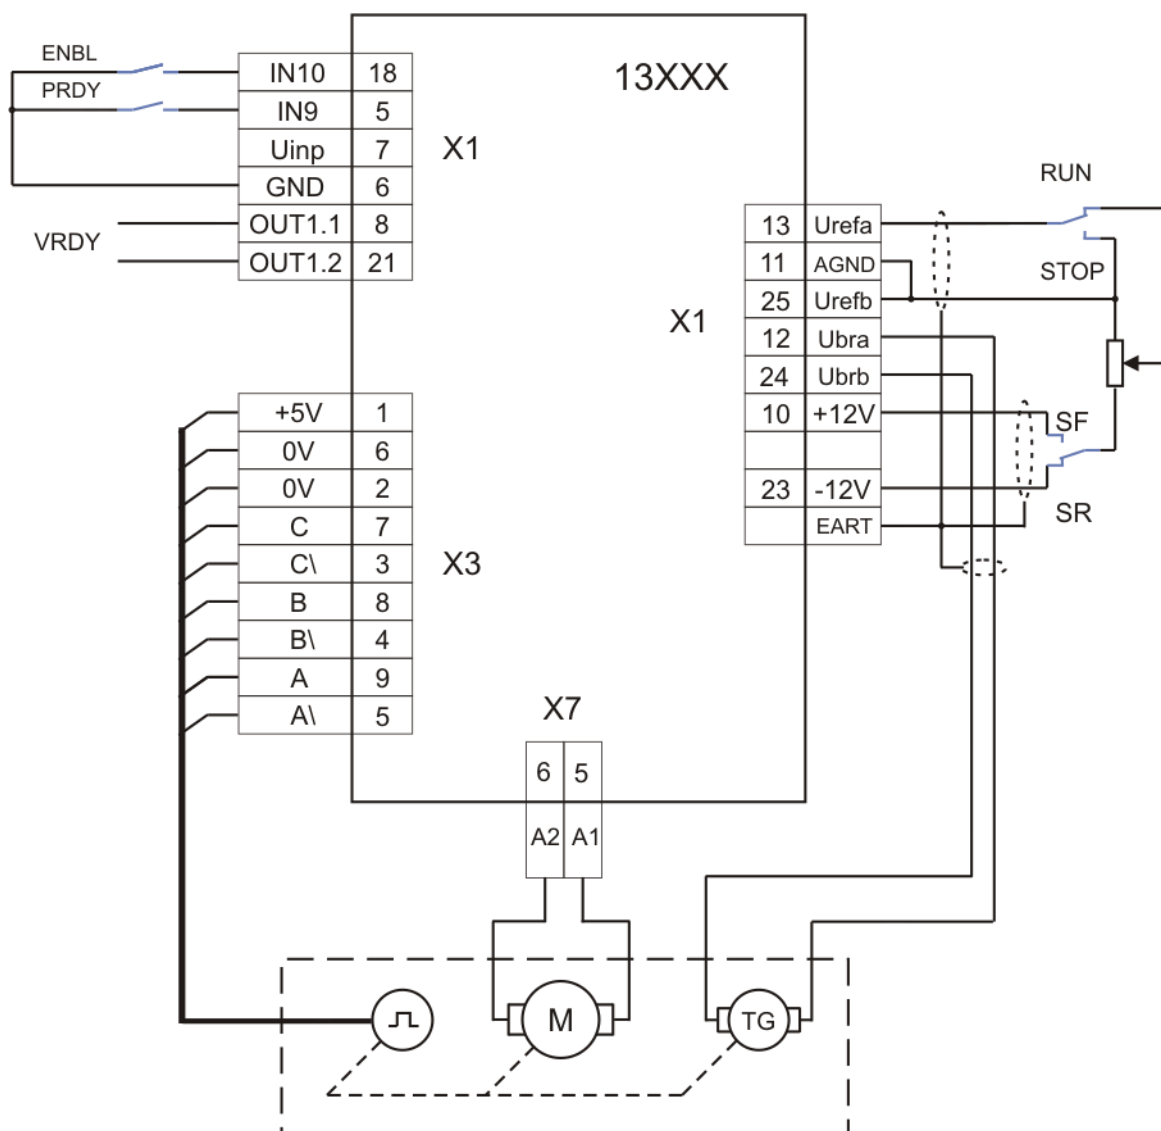 ENBL
PRDY
VRDY
IN10 18
IN9 5
Uinp 7
GND 6
OUT1.1 8
OUT1.2 21
X1
13XXX
X1
13 Urefa
11 AGND
25 Urefb
12 Ubra
24 Ubrb
10 +12V
23 -12V
EART
RUN
STOP
SF
SR
+5V 1
0V 6
0V 2
C 7
C\ 3
B 8
B\ 4
A 9
A\ 5
X3
X7
6 5
A2 A1
M
TG